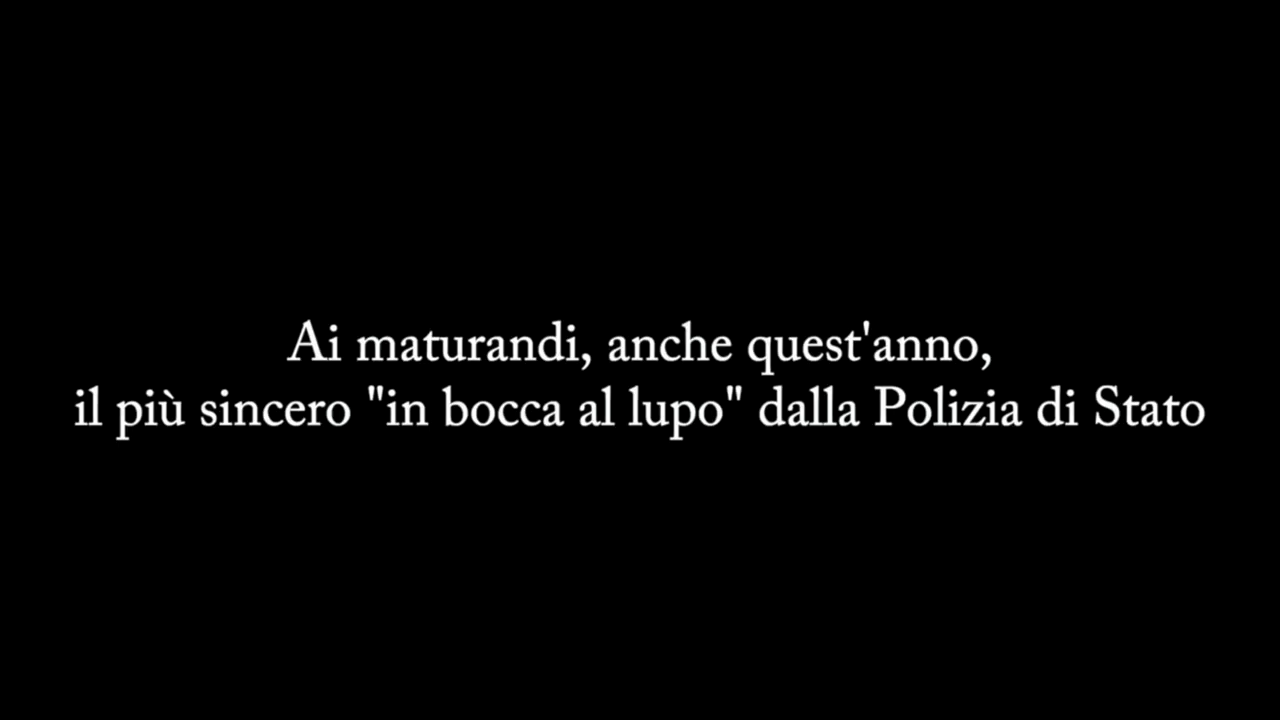 Ai maturandi, anche quest'anno,
il più sincero "in bocca al lupo" dalla Polizia di Stato